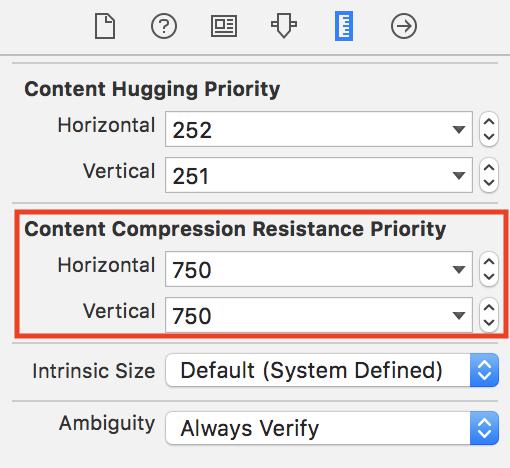 Content Hugging Priority
Horizontal 252
Vertical 251
Content Compression Resistance Priority
Horizontal 750
Vertical 750
Intrinsic Size Default (System Defined)
Ambiguity Always Verify